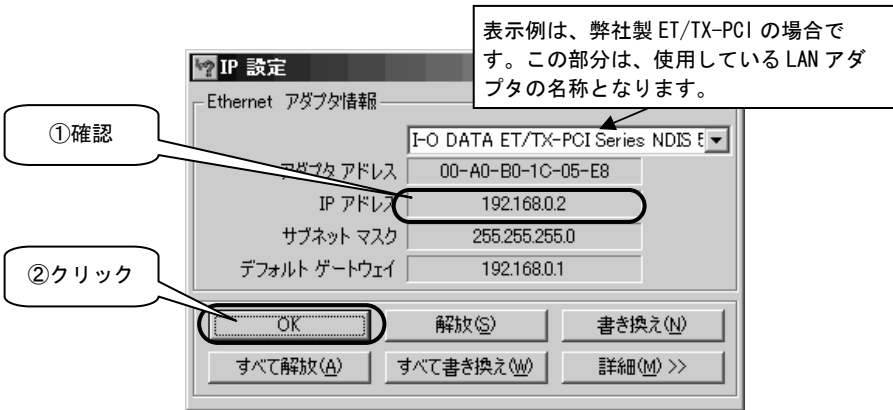 表示例は、弊社製 ET/TX-PCI の場合で
す。この部分は、使用している LAN アダ
プタの名称となります。
IP 設定
Ethernet アダプタ情報
①確認
I-O DATA ET/TX-PCI Series NDIS
アダプタ アドレス 00-A0-B0-1C-05-E8
IP アドレス 192.168.0.2
サブネット マスク 255.255.255.0
デフォルト ゲートウェイ 192.168.0.1
②クリック
OK 解放(S) 書き換え(N)
すべて解放(A) すべて書き換え(W) 詳細(M) >>